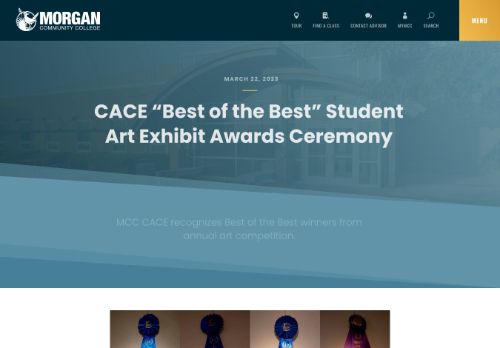 MORGAN
COMMUNITY COLLEGE
TOUR
FIND A CLASS
CONTACT ADVISOR
MYMCC
SEARCH
MENU
MARCH 22, 2023
CACE “Best of the Best” Student
Art Exhibit Awards Ceremony
MCC CACE recognizes Best of the Best winners from
annual art competition.